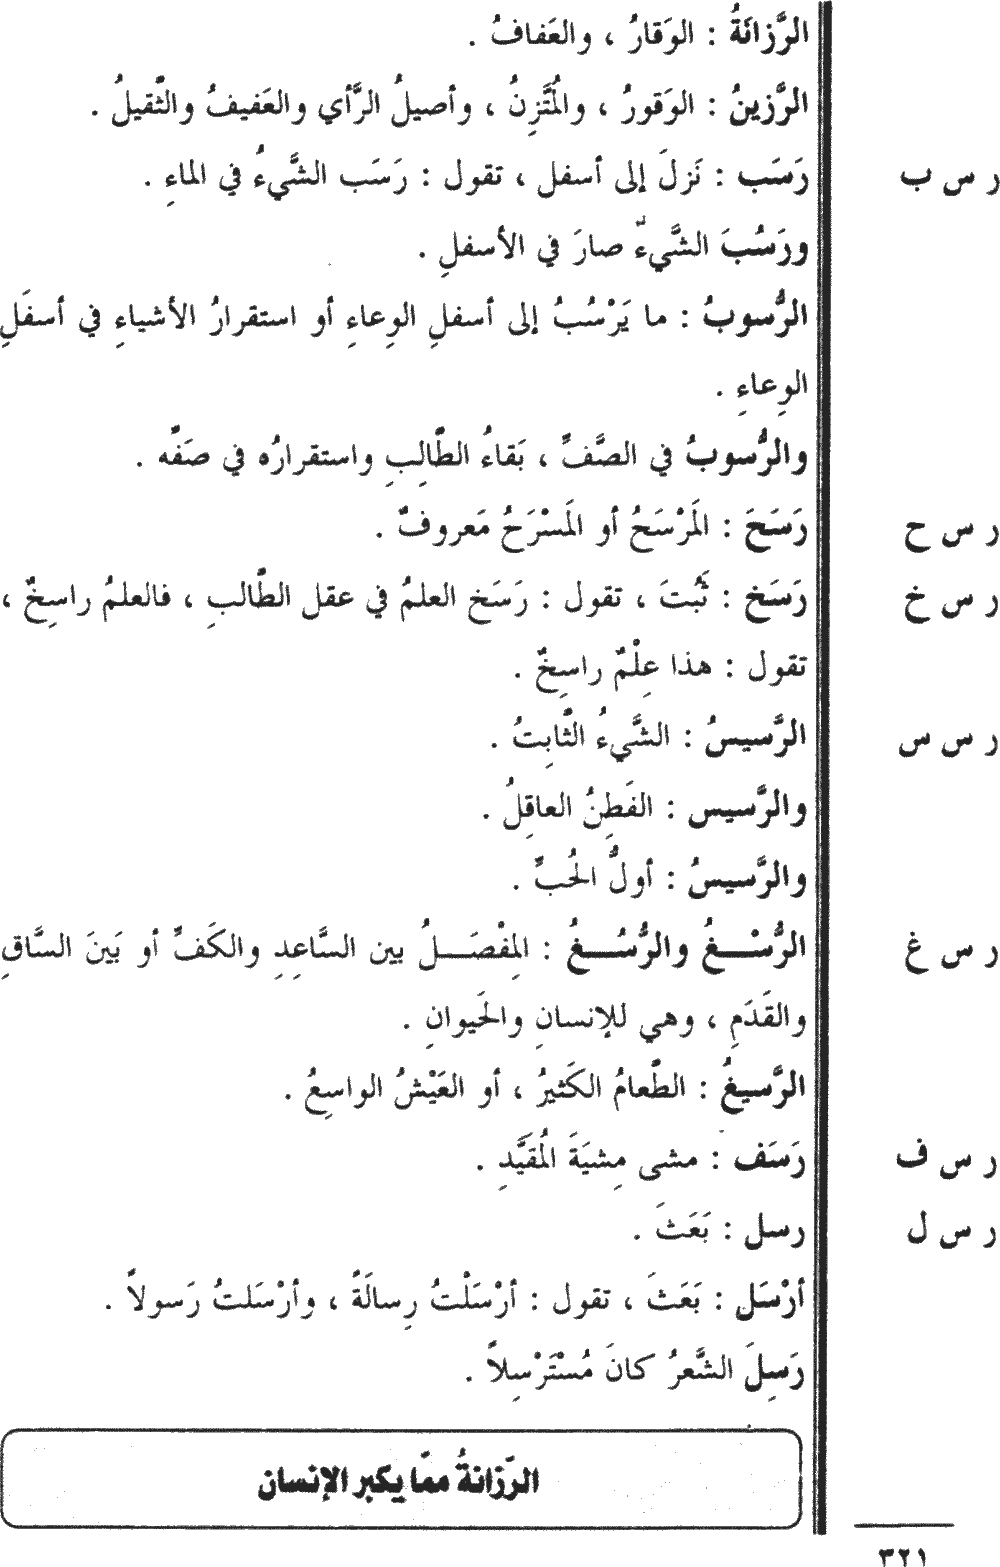 الرَّزانَةُ : الوَقارُ ، والعَفافُ .
الرَّزينُ : الوَقورُ ، والمُتَّزِنُ ، وأصيلُ الرَّأي والعَفيفُ والثَّقيلُ .
ر س ب رَسَب : نَزلَ إلى أسفل ، تقول : رَسَب الشَّيءُ في الماءِ .
ورَسُبَ الشَّيءُ صارَ في الأسفلِ .
الرُّسوبُ : ما يَرْسُبُ إلى أسفلِ الوِعاءِ أو استقرارُ الأشياءِ في أسفَلِ
الوِعاءِ .
والرُّسوبُ في الصَّفِّ ، بَقاءُ الطَّالِبِ واستقرارُه في صَفِّه .
ر س ح رَسَحَ : المَرْسَحُ أو المَسْرَحُ مَعروفٌ .
ر س خ رَسَخ : ثَبُتَ ، تقول : رَسَخ العلمُ في عقل الطَّالبِ ، فالعلمُ راسِخٌ ،
تقول : هذا عِلْمٌ راسِخٌ .
ر س س الرَّسيسُ : الشَّيءُ الثَّابِتُ .
والرَّسيس : الفَطِنُ العاقِلُ .
والرَّسيسُ : أولُ الحُبِّ .
ر س غ الرُّسْغُ والرُّسُغُ : المِفْصَلُ بين السَّاعِدِ والكَفِّ أو بَينَ السَّاقِ
والقَدَمِ ، وهي للإنسانِ والحَيوانِ .
الرَّسيغُ : الطَّعامُ الكَثيرُ ، أو العَيْشُ الواسِعُ .
ر س ف رَسَف : مشى مِشيَةَ المُقَيَّدِ .
ر س ل رسل : بَعَثَ .
أرْسَل : بَعَثَ ، تقول : أرْسَلْتُ رِسالَةً ، وأرْسَلتُ رَسولاً .
رَسِلَ الشَّعرُ كانَ مُسْتَرْسِلاً .
الرّزانةُ ممّا يكبر الإنسان
٣٢١